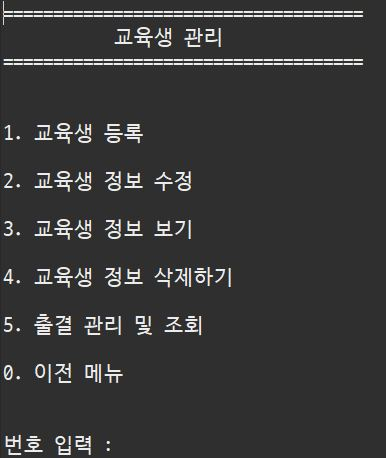 ====================================
교육생 관리
====================================
1. 교육생 등록
2. 교육생 정보 수정
3. 교육생 정보 보기
4. 교육생 정보 삭제하기
5. 출결 관리 및 조회
0. 이전 메뉴
번호 입력 :